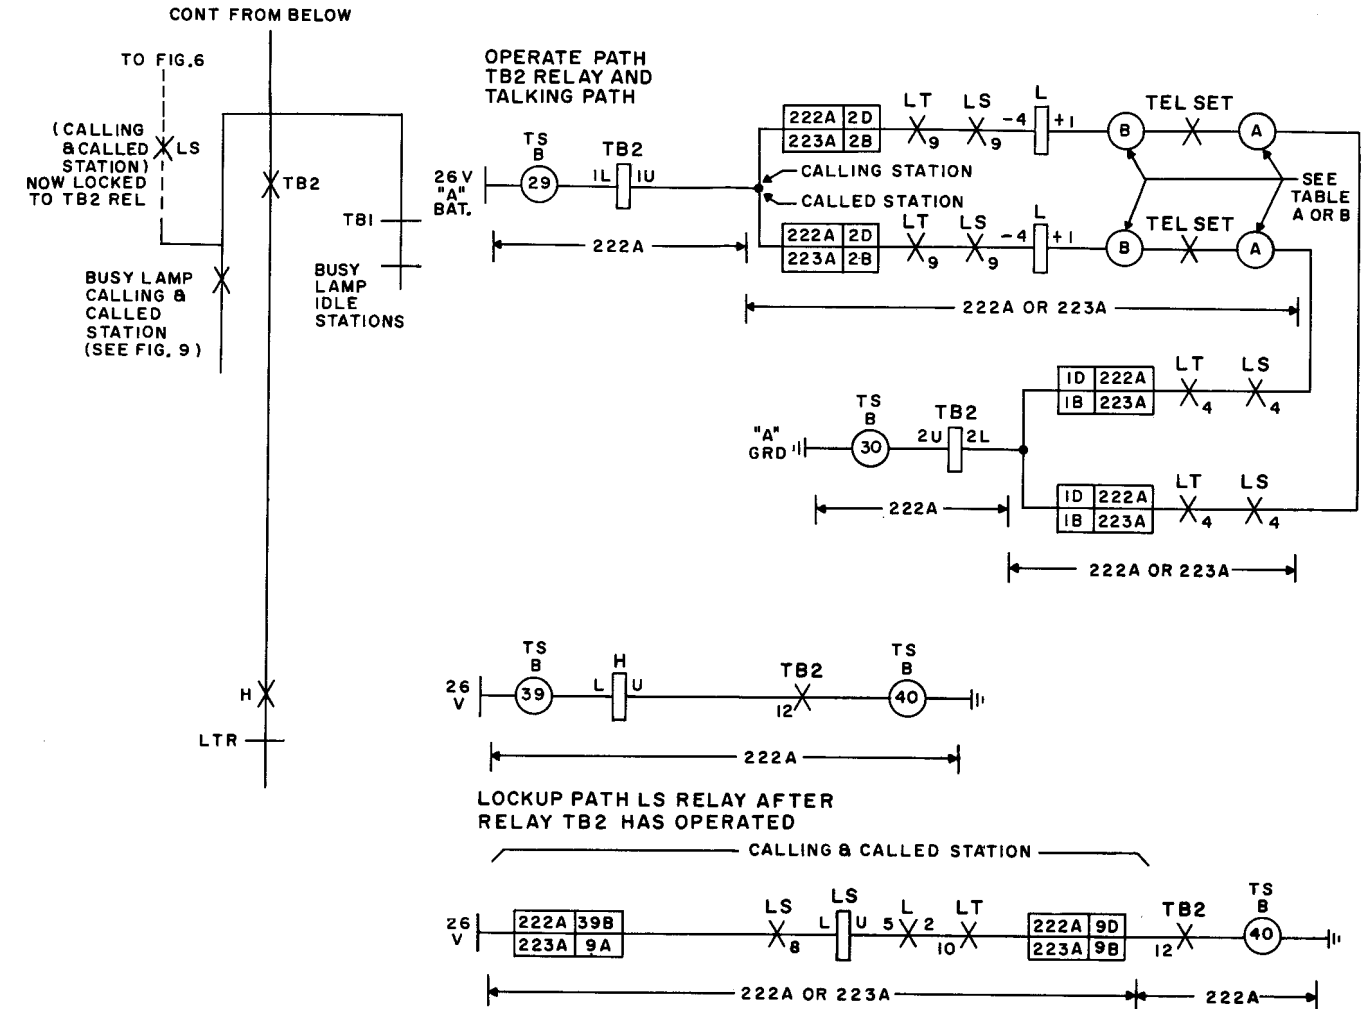 CONT FROM BELOW
TO FIG.6
(CALLING
& CALLED
STATION)
NOW LOCKED
TO TB2 REL
LS
TB2
TB1
BUSY LAMP
CALLING &
CALLED
STATION
(SEE FIG. 9)
BUSY
LAMP
IDLE
STATIONS
H
LTR
OPERATE PATH
TB2 RELAY AND
TALKING PATH
26 V
"A"
BAT.
TS
B
29
TB2
1L
1U
222A
CALLING STATION
CALLED STATION
222A 2D
223A 2B
LT
9
LS
9
L
-4
+1
B
TEL SET
A
SEE
TABLE
A OR B
222A 2D
223A 2B
LT
9
LS
9
L
-4
+1
B
TEL SET
A
222A OR 223A
"A"
GRD
TS
B
30
TB2
2U
2L
222A
1D 222A
1B 223A
LT
4
LS
4
1D 222A
1B 223A
LT
4
LS
4
222A OR 223A
26
V
TS
B
39
H
L
U
TB2
12
TS
B
40
222A
LOCKUP PATH LS RELAY AFTER
RELAY TB2 HAS OPERATED
CALLING & CALLED STATION
26
V
222A 39B
223A 9A
LS
8
LS
L
U
L
5
2
LT
10
222A 9D
223A 9B
TB2
12
TS
B
40
222A OR 223A
222A